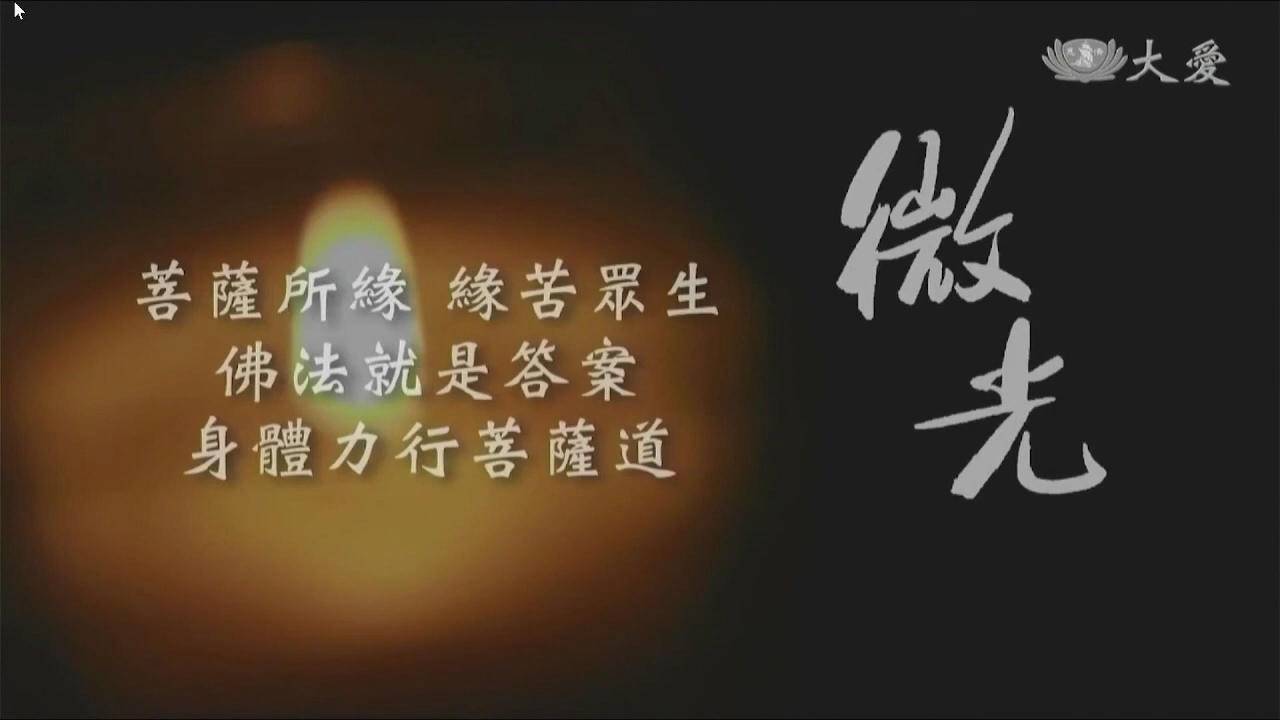 大愛
微光
菩薩所緣 緣苦眾生
佛法就是答案
身體力行菩薩道